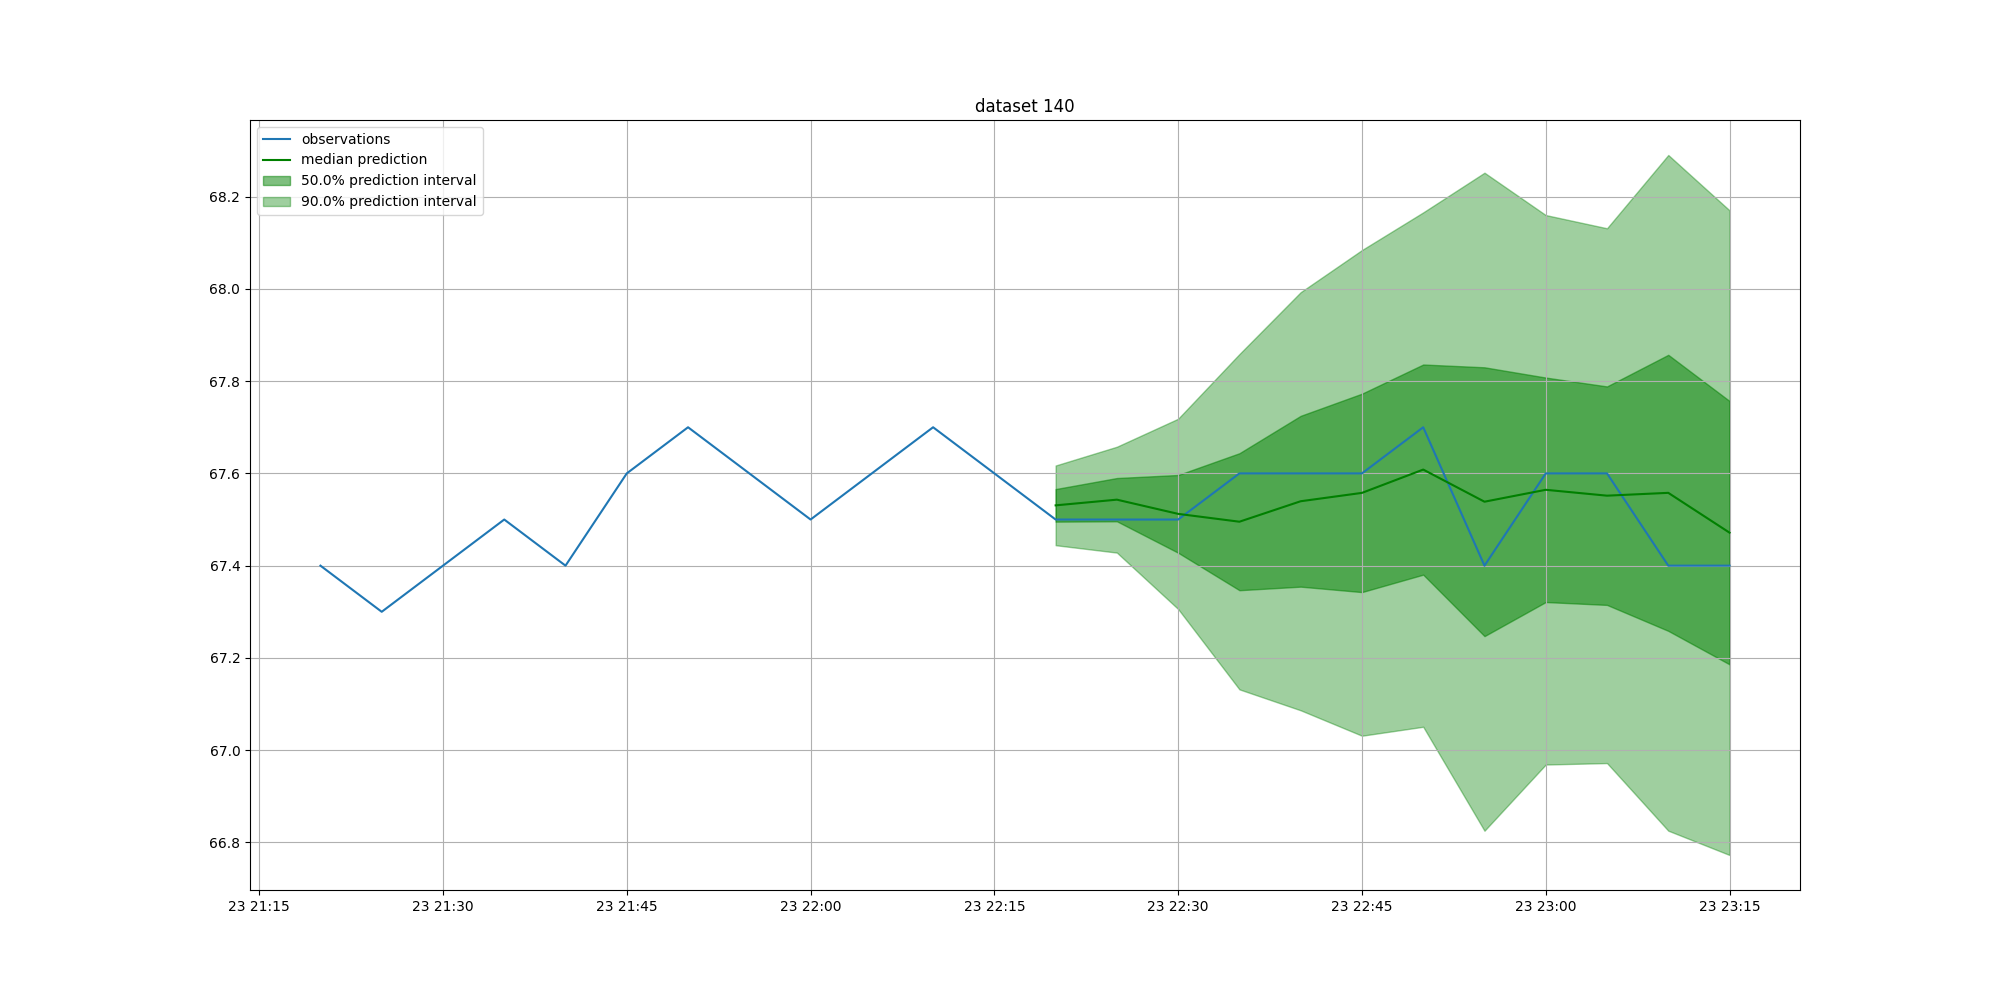 dataset 140
observations
median prediction
50.0% prediction interval
90.0% prediction interval
68.2
68.0
67.8
67.6
67.4
67.2
67.0
66.8
23 21:15 23 21:30 23 21:45 23 22:00 23 22:15 23 22:30 23 22:45 23 23:00 23 23:15